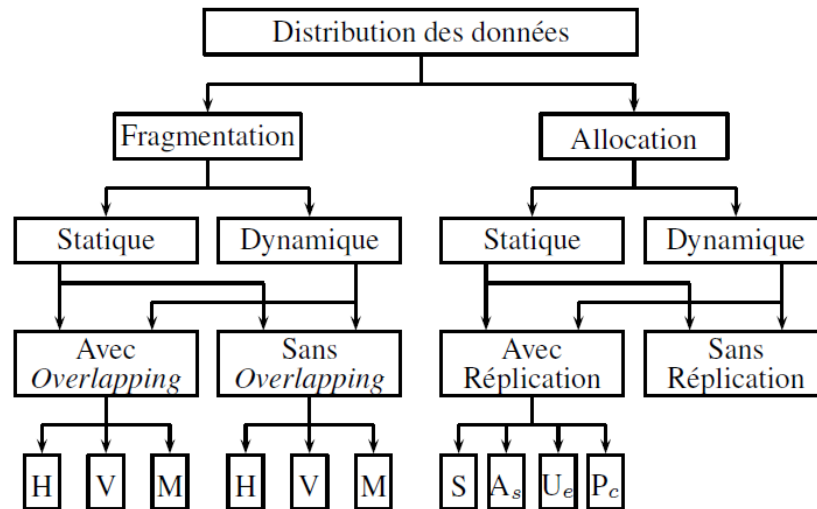 Distribution des données
Fragmentation
Allocation
Statique
Dynamique
Statique
Dynamique
Avec
Overlapping
Sans
Overlapping
Avec
Réplication
Sans
Réplication
H
V
M
H
V
M
S
As
Ue
Pc